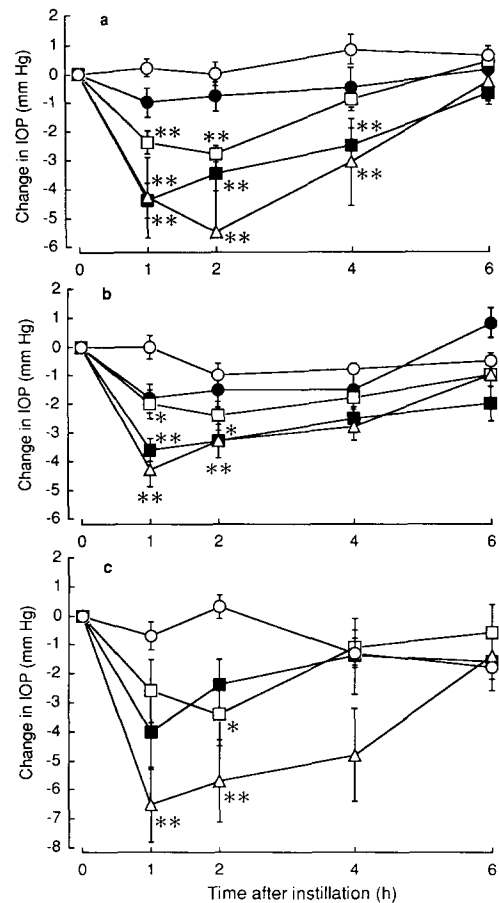 a
Change in IOP (mm Hg)
2
1
0
-1
-2
-3
-4
-5
-6
** **
** ** **
** ** **
0 1 2 4 6
b
Change in IOP (mm Hg)
2
1
0
-1
-2
-3
-4
-5
-6
*
** *
** **
0 1 2 4 6
c
Change in IOP (mm Hg)
2
1
0
-1
-2
-3
-4
-5
-6
-7
-8
*
** **
0 1 2 4 6
Time after instillation (h)